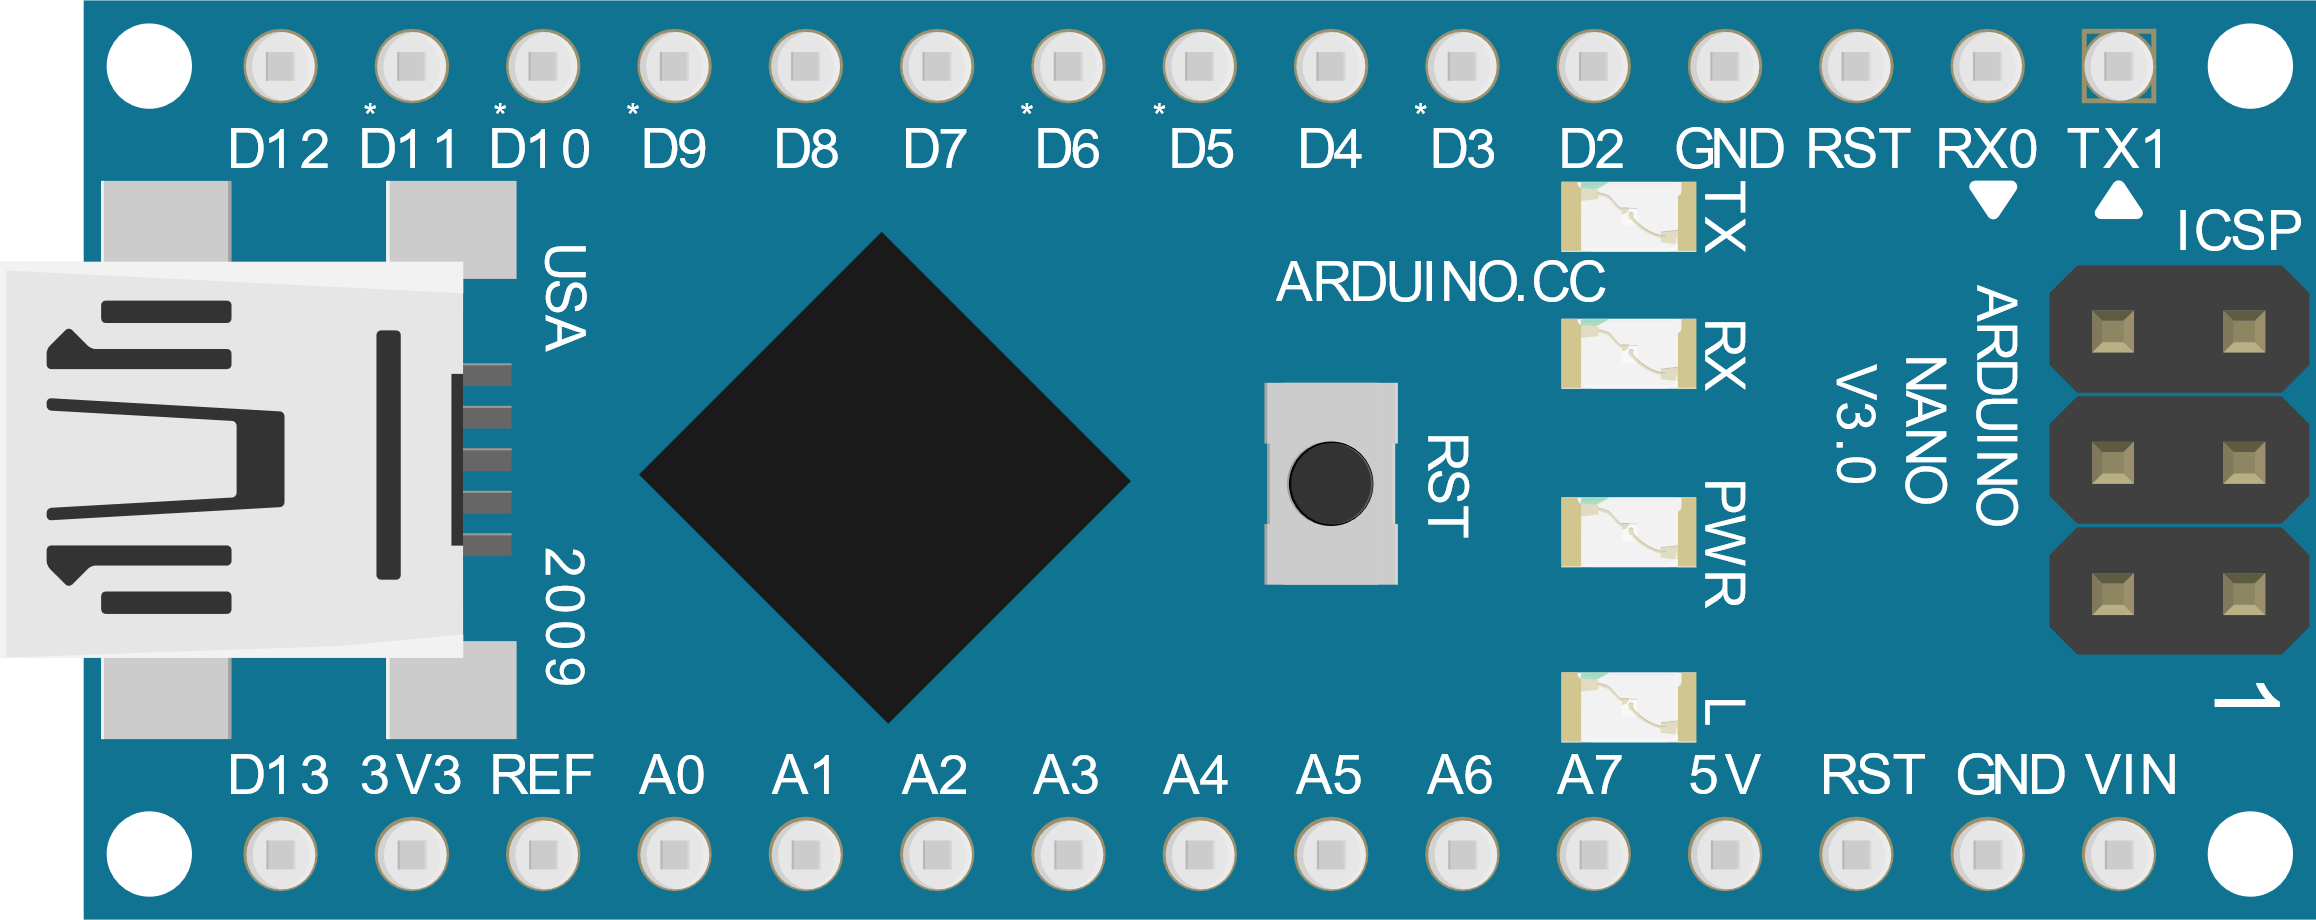 * * * * * *
D12 D11 D10 D9 D8 D7 D6 D5 D4 D3 D2 GND RST RX0 TX1
USA
2009
ARDUINO.CC
RST
TX
RX
PWR
L
ARDUINO
NANO
V3.0
ICSP
1
D13 3V3 REF A0 A1 A2 A3 A4 A5 A6 A7 5V RST GND VIN